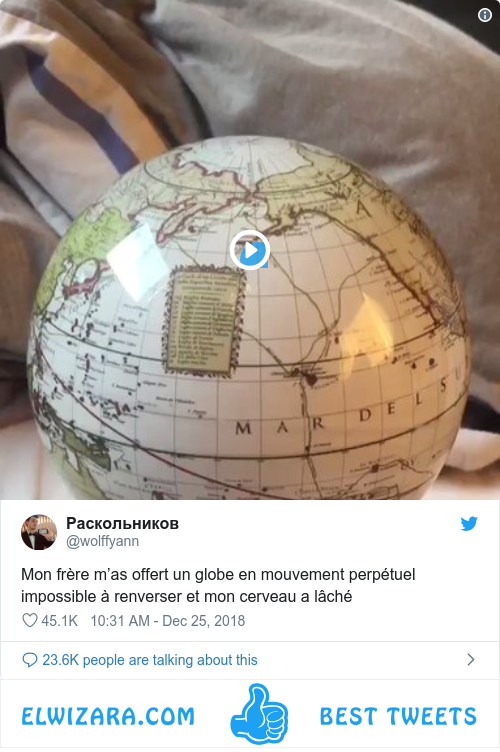 MAR DEL SU
Раскольников
@wolffyann
Mon frère m’as offert un globe en mouvement perpétuel
impossible à renverser et mon cerveau a lâché
45.1K 10:31 AM - Dec 25, 2018
23.6K people are talking about this
ELWIZARA.COM BEST TWEETS